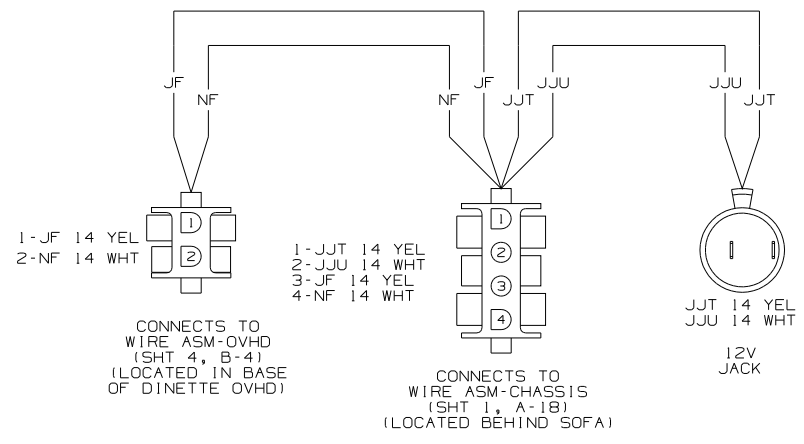 JF
NF
NF
JF
JJT
JJU
JJU
JJT
1
2
1-JF 14 YEL
2-NF 14 WHT
CONNECTS TO
WIRE ASM-OVHD
(SHT 4, B-4)
(LOCATED IN BASE
OF DINETTE OVHD)
1
2
3
4
1-JJT 14 YEL
2-JJU 14 WHT
3-JF 14 YEL
4-NF 14 WHT
CONNECTS TO
WIRE ASM-CHASSIS
(SHT 1, A-18)
(LOCATED BEHIND SOFA)
JJT 14 YEL
JJU 14 WHT
12V
JACK